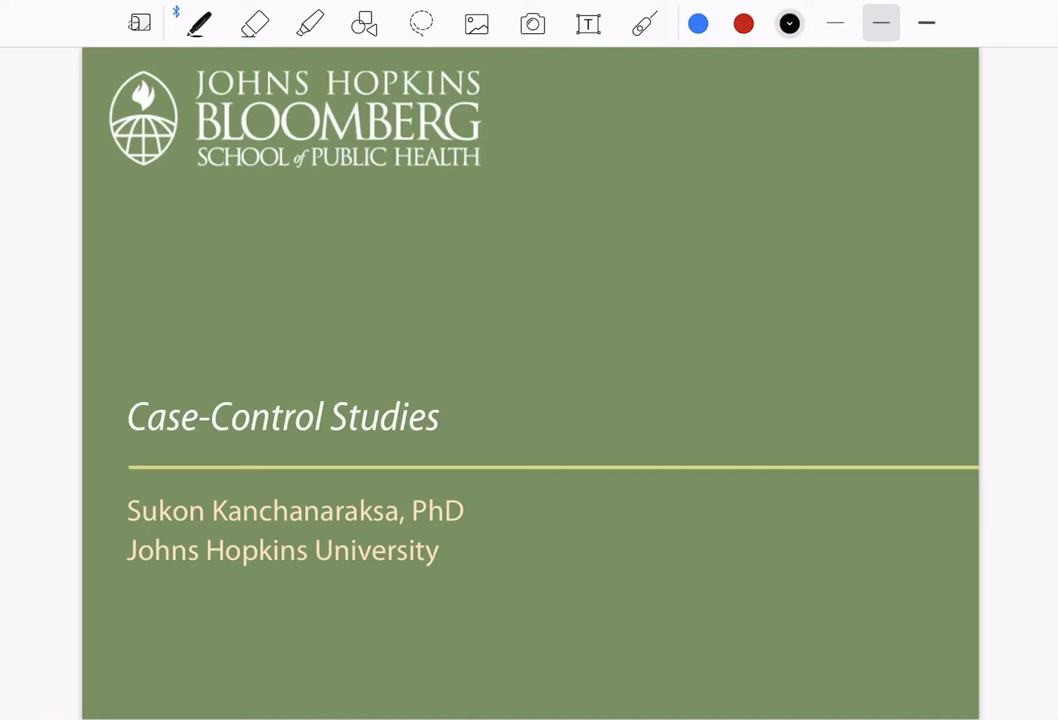 T
JOHNS HOPKINS
BLOOMBERG
SCHOOL of PUBLIC HEALTH
Case-Control Studies
Sukon Kanchanaraksa, PhD
Johns Hopkins University